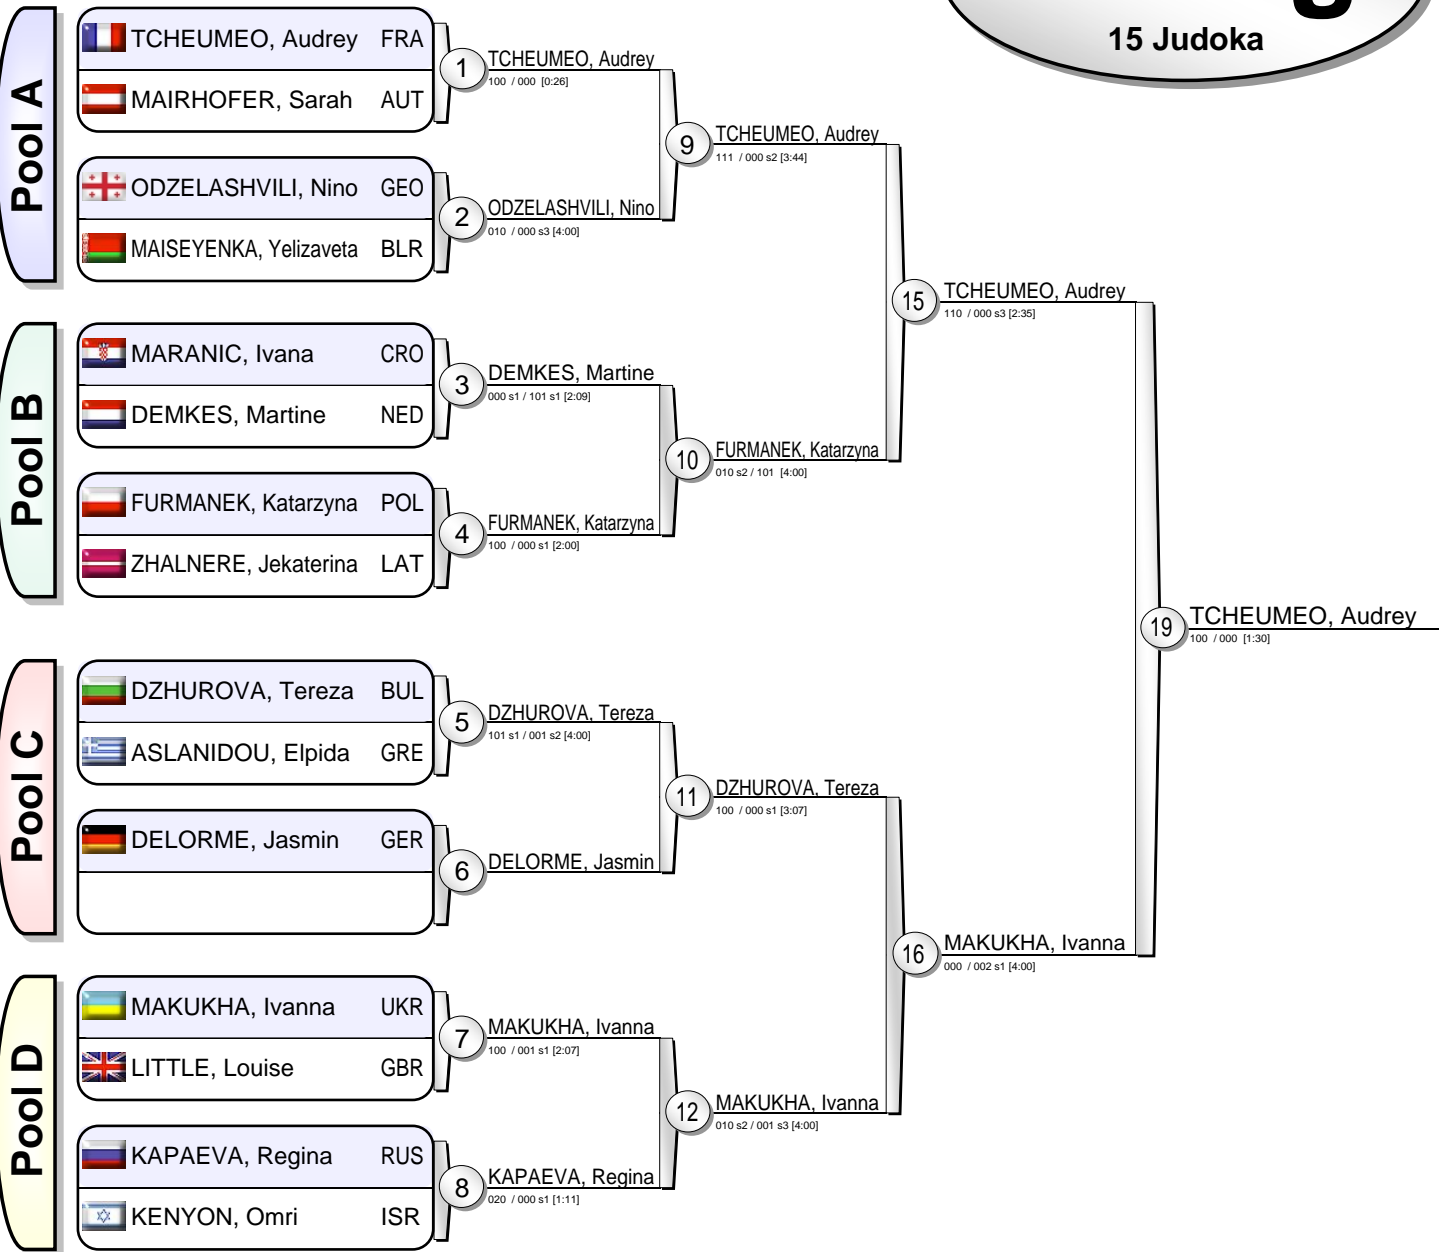 15 Judoka
Pool A
TCHEUMEO, Audrey FRA
MAIRHOFER, Sarah AUT
1
TCHEUMEO, Audrey
100 / 000 [0:26]
ODZELASHVILI, Nino GEO
MAISEYENKA, Yelizaveta BLR
2
ODZELASHVILI, Nino
010 / 000 s3 [4:00]
9
TCHEUMEO, Audrey
111 / 000 s2 [3:44]
Pool B
MARANIC, Ivana CRO
DEMKES, Martine NED
3
DEMKES, Martine
000 s1 / 101 s1 [2:09]
FURMANEK, Katarzyna POL
ZHALNERE, Jekaterina LAT
4
FURMANEK, Katarzyna
100 / 000 s1 [2:00]
10
FURMANEK, Katarzyna
010 s2 / 101 [4:00]
15
TCHEUMEO, Audrey
110 / 000 s3 [2:35]
Pool C
DZHUROVA, Tereza BUL
ASLANIDOU, Elpida GRE
5
DZHUROVA, Tereza
101 s1 / 001 s2 [4:00]
DELORME, Jasmin GER
6
DELORME, Jasmin
11
DZHUROVA, Tereza
100 / 000 s1 [3:07]
Pool D
MAKUKHA, Ivanna UKR
LITTLE, Louise GBR
7
MAKUKHA, Ivanna
100 / 001 s1 [2:07]
KAPAEVA, Regina RUS
KENYON, Omri ISR
8
KAPAEVA, Regina
020 / 000 s1 [1:11]
12
MAKUKHA, Ivanna
010 s2 / 001 s3 [4:00]
16
MAKUKHA, Ivanna
000 / 002 s1 [4:00]
19
TCHEUMEO, Audrey
100 / 000 [1:30]